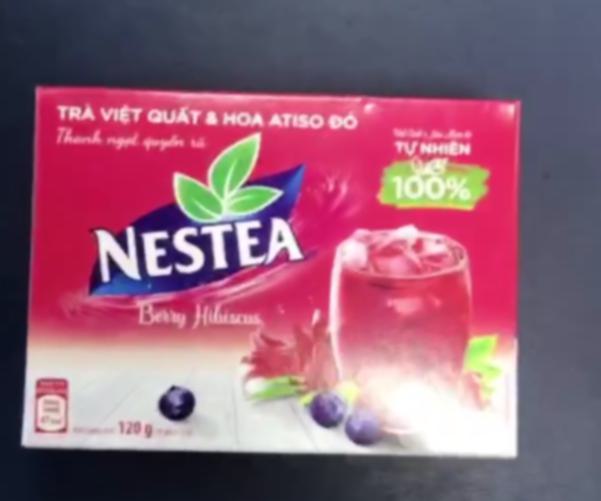 TRÀ VIỆT QUẤT & HOA ATISO ĐỎ
Thanh ngọt quyến rũ
TỰ NHIÊN
100%
NESTEA
Berry Hibiscus
120 g